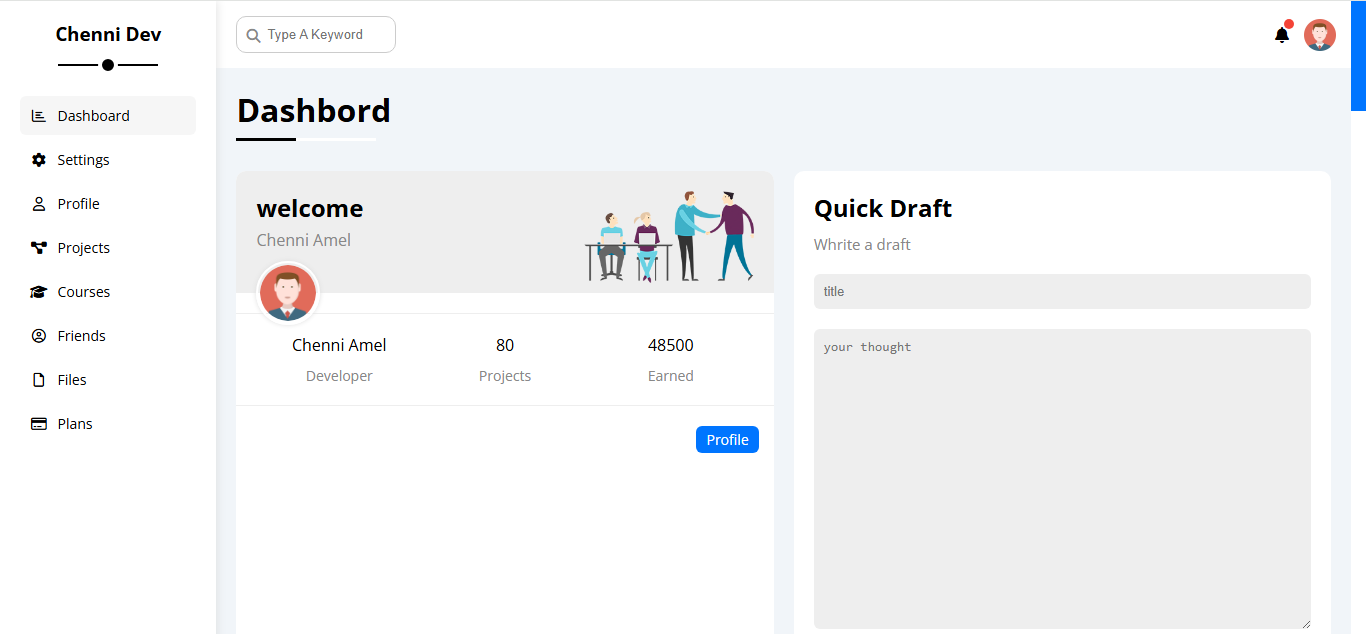 Chenni Dev
Dashboard
Settings
Profile
Projects
Courses
Friends
Files
Plans
Type A Keyword
Dashbord
welcome
Chenni Amel
Chenni Amel
Developer
80
Projects
48500
Earned
Profile
Quick Draft
Whrite a draft
title
your thought